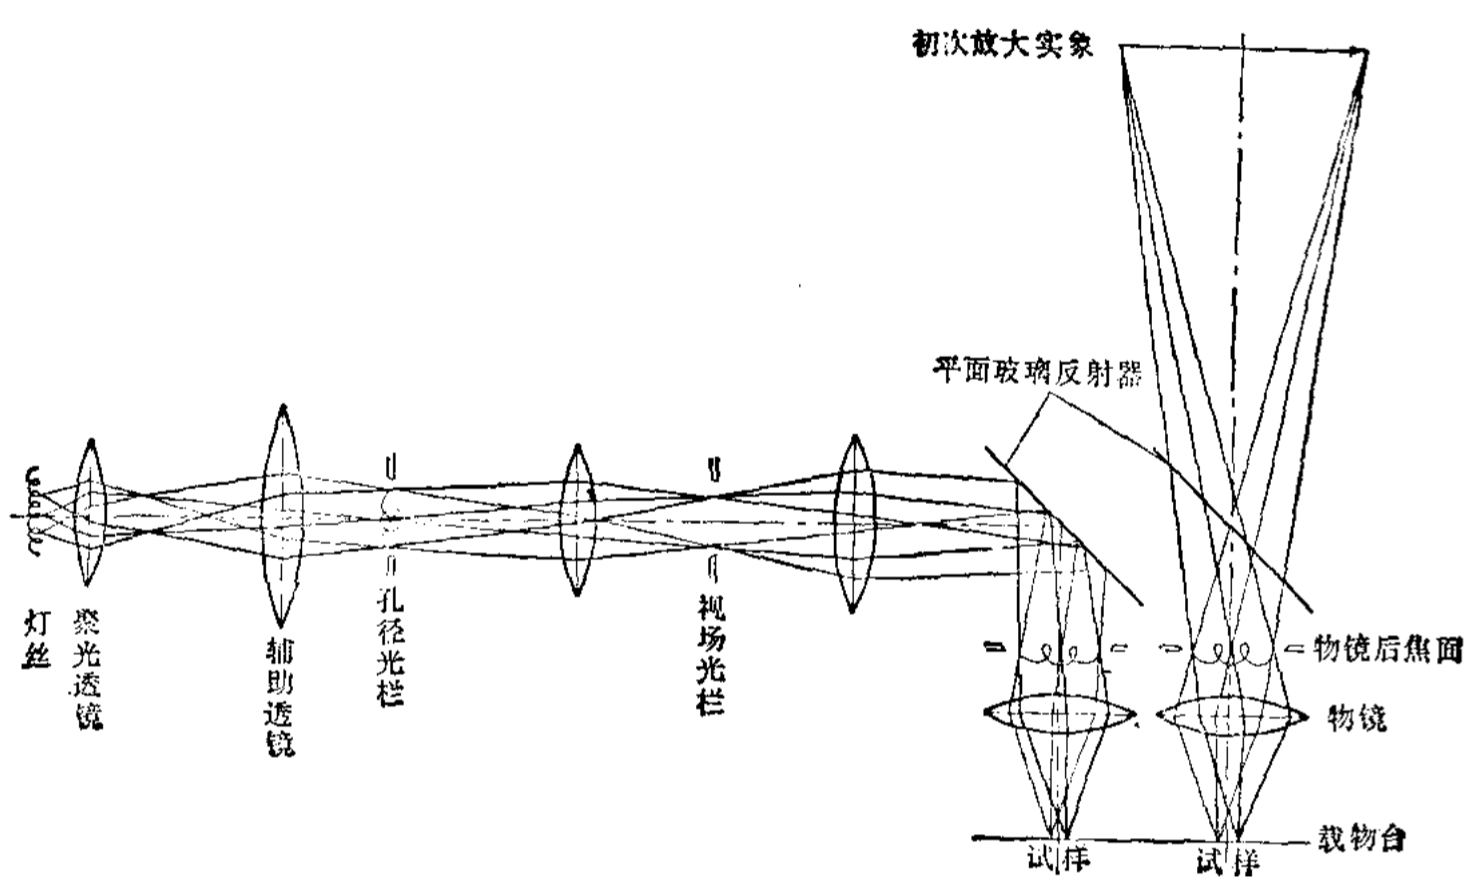 初次放大实象
平面玻璃反射器
灯丝
聚光透镜
辅助透镜
孔径光栏
视场光栏
物镜后焦面
物镜
载物台
试样
试样